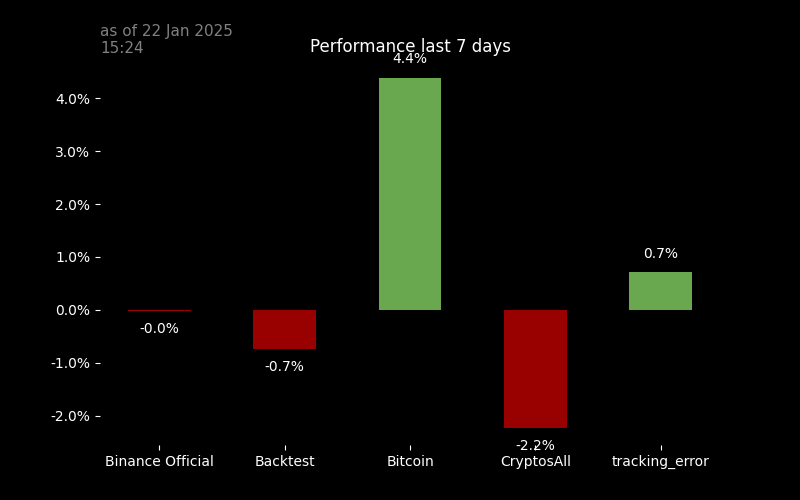 as of 22 Jan 2025
15:24
Performance last 7 days
4.4%
4.0%
3.0%
2.0%
1.0%
0.7%
0.0%
-0.0%
-0.7%
-1.0%
-2.0%
-2.2%
Binance Official
Backtest
Bitcoin
CryptosAll
tracking_error